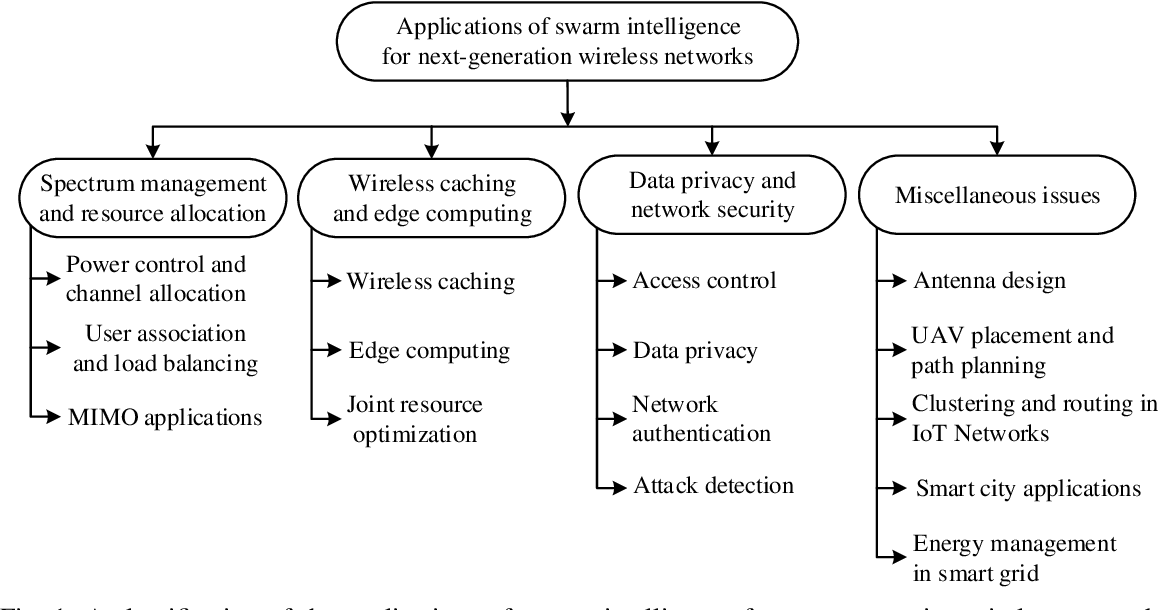 Applications of swarm intelligence
for next-generation wireless networks
Spectrum management
and resource allocation
Power control and
channel allocation
User association
and load balancing
MIMO applications
Wireless caching
and edge computing
Wireless caching
Edge computing
Joint resource
optimization
Data privacy and
network security
Access control
Data privacy
Network
authentication
Attack detection
Miscellaneous issues
Antenna design
UAV placement and
path planning
Clustering and routing in
IoT Networks
Smart city applications
Energy management
in smart grid